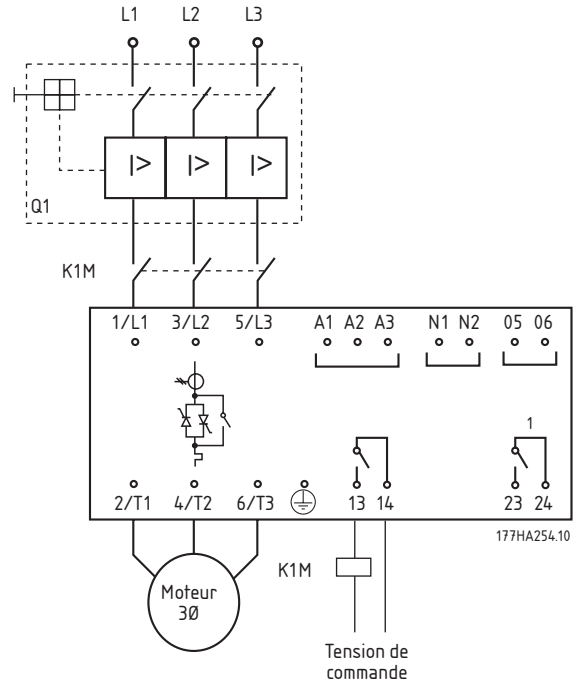 L1 L2 L3
I> I> I>
Q1
K1M
1/L1 3/L2 5/L3 A1 A2 A3 N1 N2 05 06
1
2/T1 4/T2 6/T3 13 14 23 24
177HA254.10
K1M
Moteur
3Ø
Tension de
commande